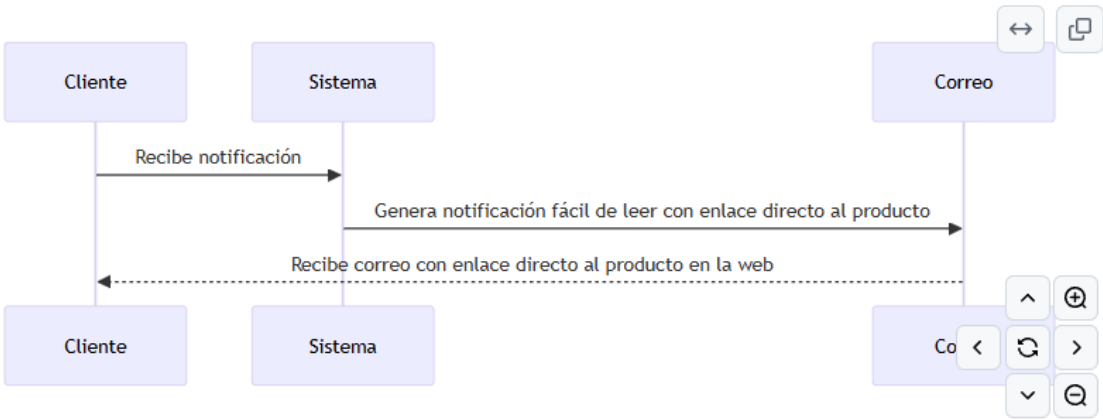 Cliente
Sistema
Correo
Recibe notificación
Genera notificación fácil de leer con enlace directo al producto
Recibe correo con enlace directo al producto en la web
Cliente
Sistema